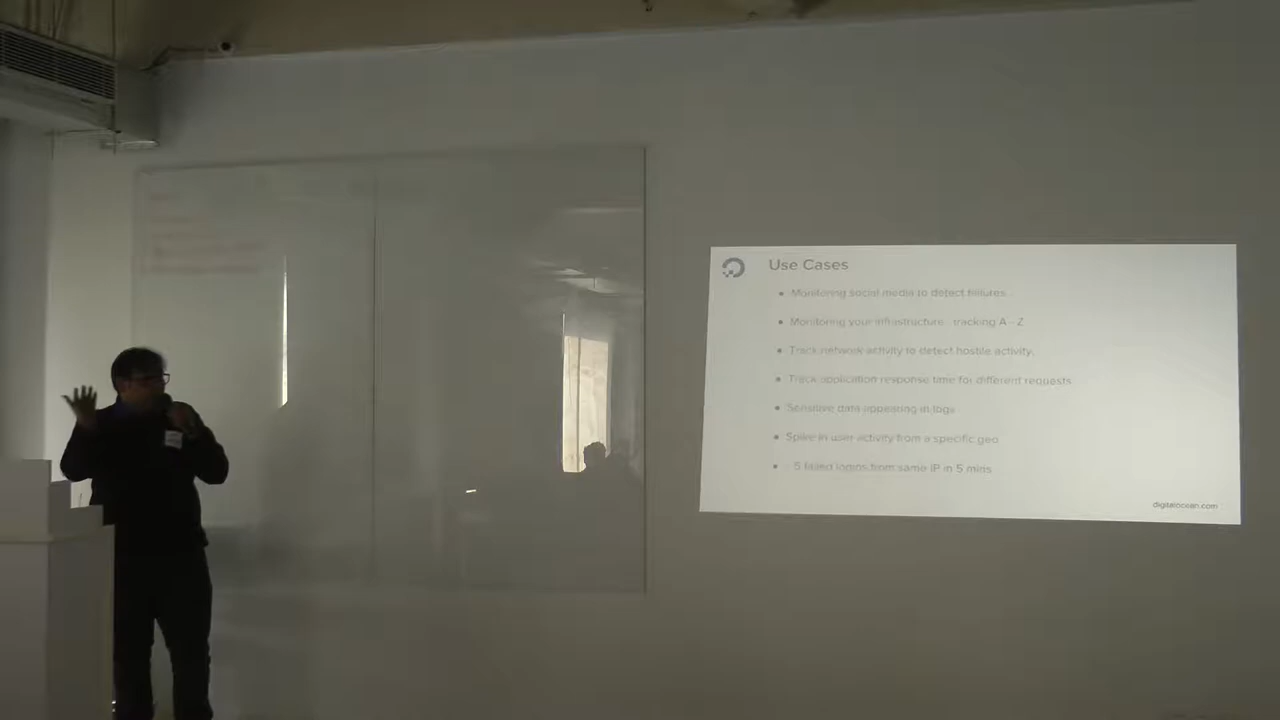 Use Cases
Monitoring social media to detect failures.
Monitoring your infrastructure - tracking A - Z
Track network activity to detect hostile activity.
Track application response time for different requests
Sensitive data appearing in logs
Spike in user activity from a specific geo
5 failed logins from same IP in 5 mins
digitalocean.com